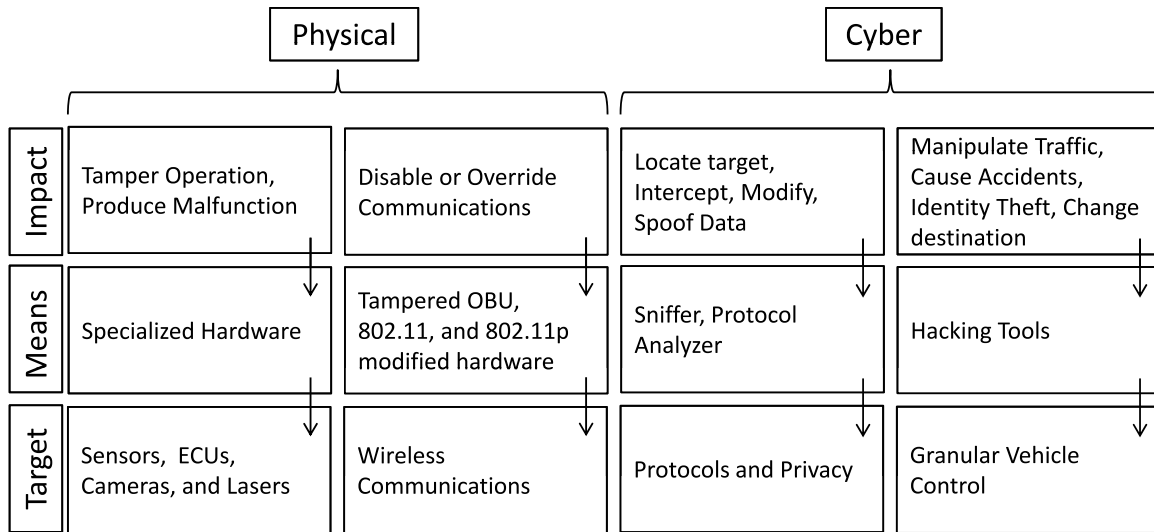 Physical
Cyber
Impact
Tamper Operation,
Produce Malfunction
Disable or Override
Communications
Locate target,
Intercept, Modify,
Spoof Data
Manipulate Traffic,
Cause Accidents,
Identity Theft, Change
destination
Means
Specialized Hardware
Tampered OBU,
802.11, and 802.11p
modified hardware
Sniffer, Protocol
Analyzer
Hacking Tools
Target
Sensors, ECUs,
Cameras, and Lasers
Wireless
Communications
Protocols and Privacy
Granular Vehicle
Control